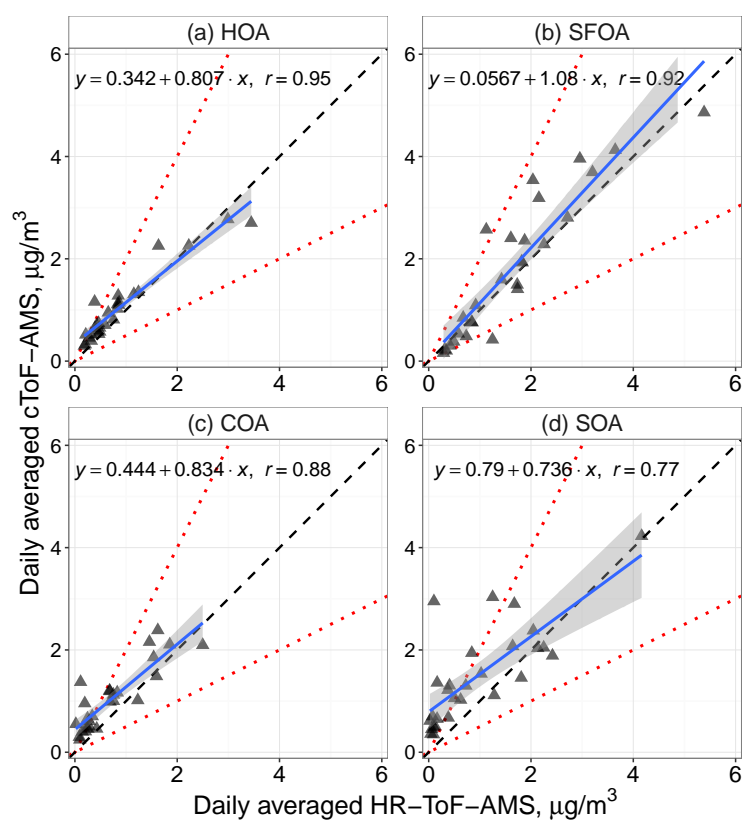 (a) HOA
(b) SFOA
y = 0.342 + 0.807 · x, r = 0.95
y = 0.0567 + 1.08 · x, r = 0.92
6
4
2
0
6
4
2
0
0 2 4 6
0 2 4 6
(c) COA
(d) SOA
y = 0.444 + 0.834 · x, r = 0.88
y = 0.79 + 0.736 · x, r = 0.77
6
4
2
0
6
4
2
0
0 2 4 6
0 2 4 6
Daily averaged cToF−AMS, μg/m³
Daily averaged HR−ToF−AMS, μg/m³